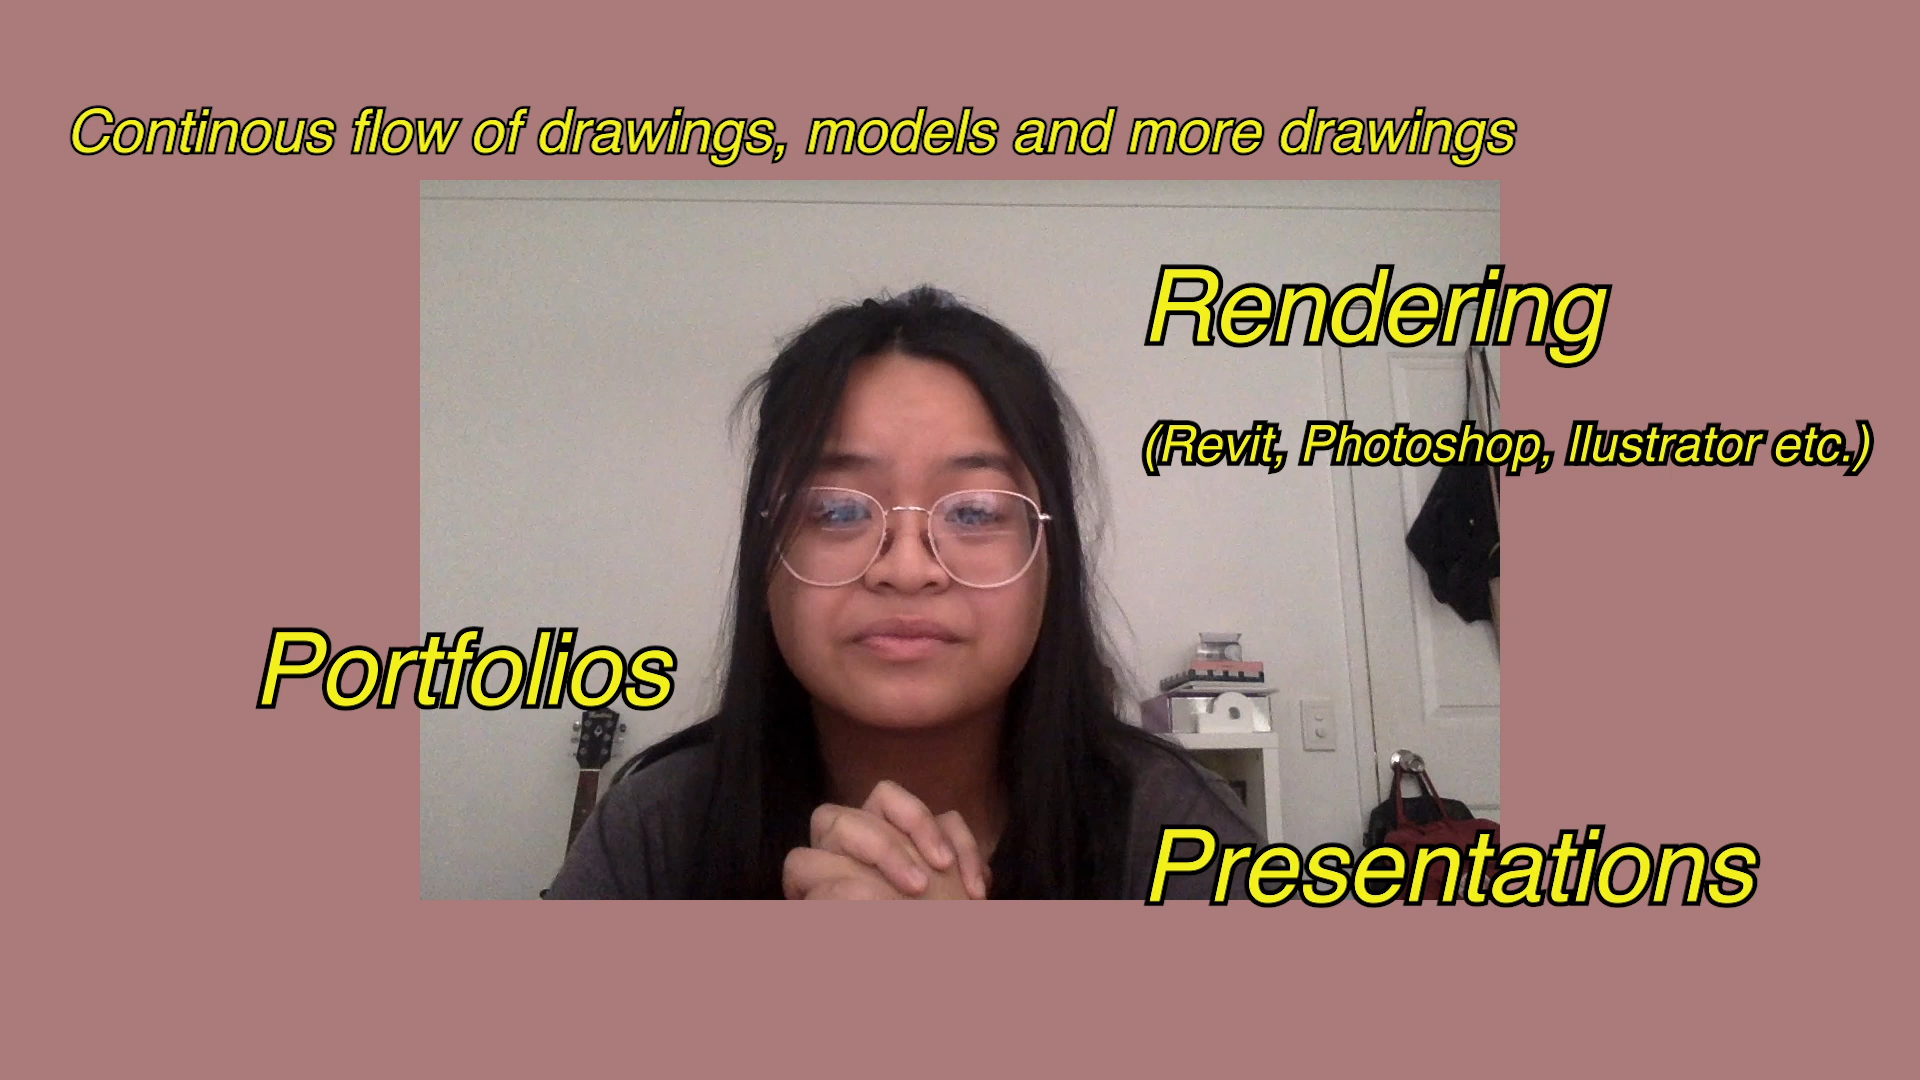 Continous flow of drawings, models and more drawings
Rendering
(Revit, Photoshop, Ilustrator etc.)
Portfolios
Presentations